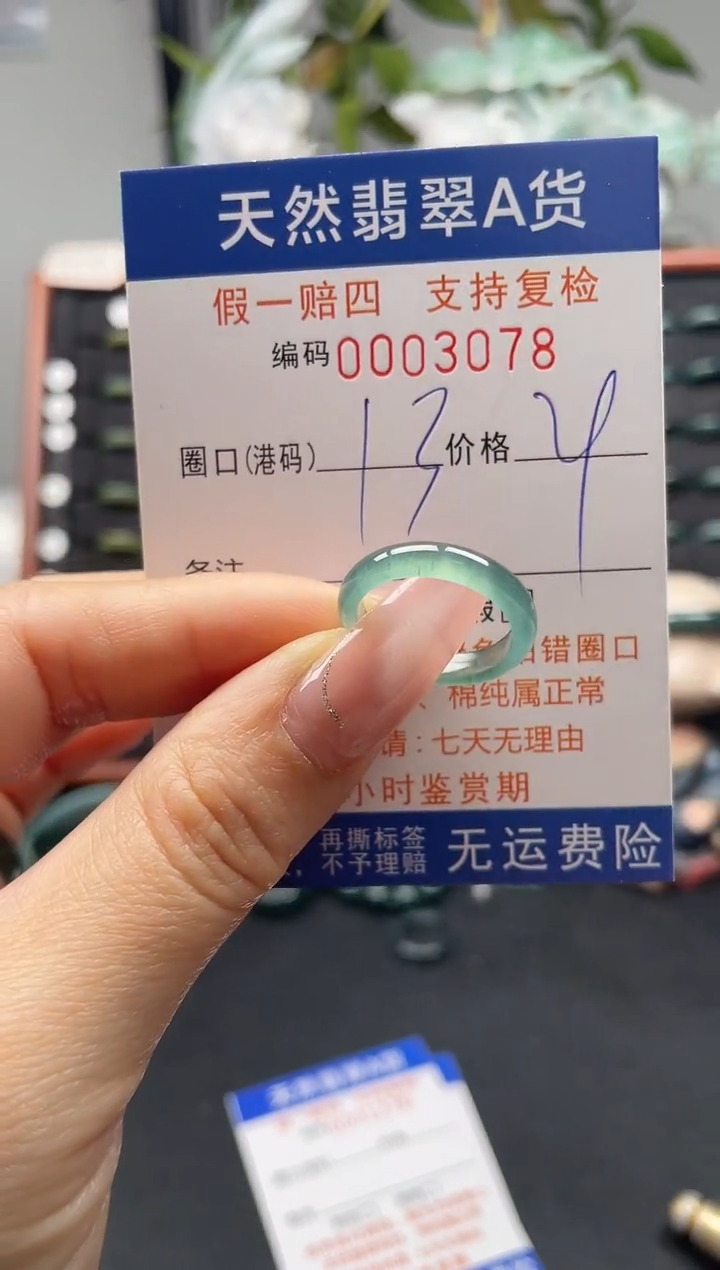 天然翡翠A货
假一赔四 支持复检
编码0003078
圈口(港码) 13 价格 4
备注
错圈口
、棉纯属正常
请:七天无理由
小时鉴赏期
再撕标签
,不予理赔
无运费险